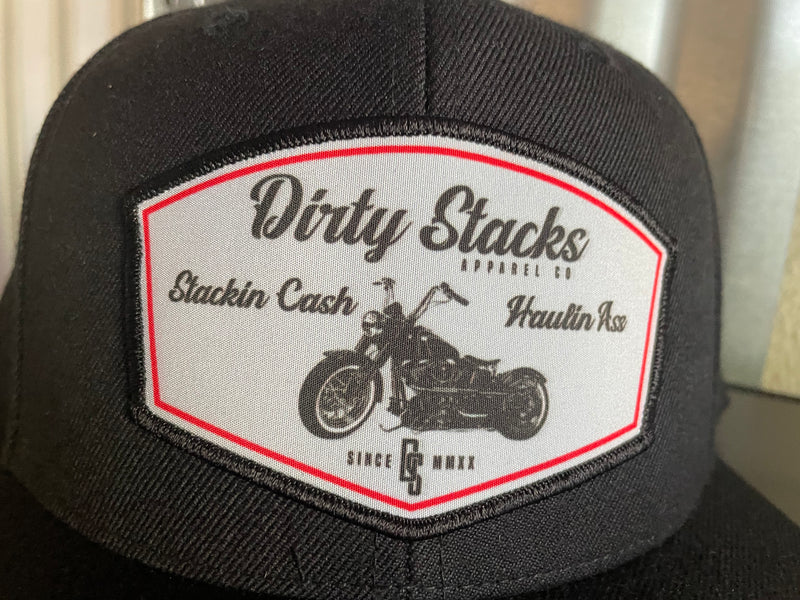 Dirty Stacks
APPAREL CO
Stackin Cash
Haulin Ass
SINCE DS MMXX